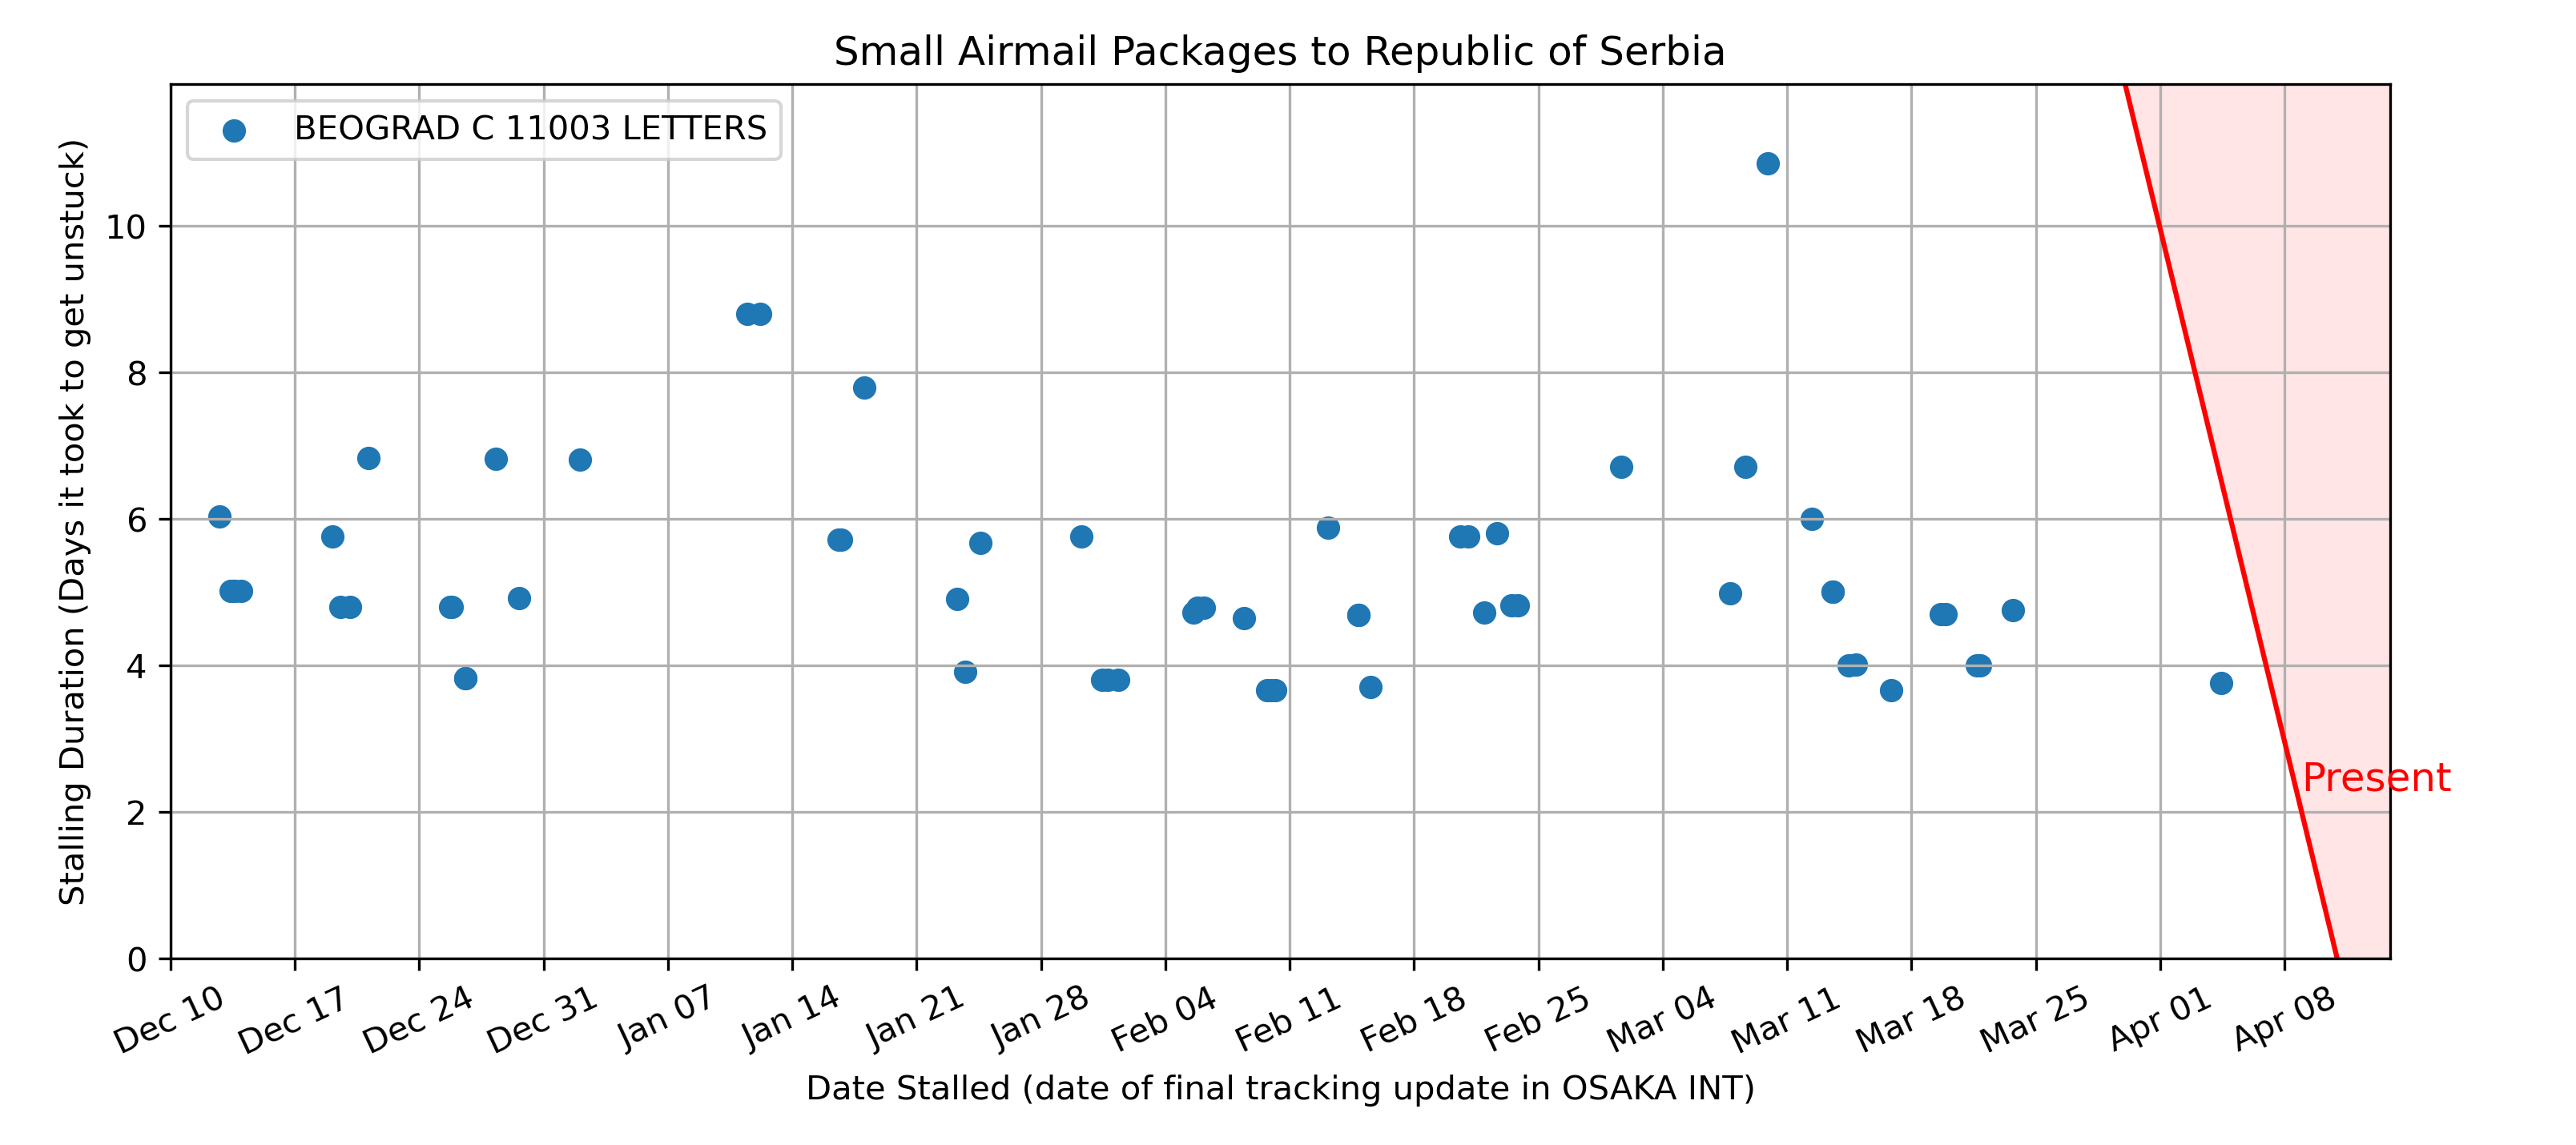 Small Airmail Packages to Republic of Serbia
BEOGRAD C 11003 LETTERS
Stalling Duration (Days it took to get unstuck)
10
8
6
4
2
0
Present
Dec 10
Dec 17
Dec 24
Dec 31
Jan 07
Jan 14
Jan 21
Jan 28
Feb 04
Feb 11
Feb 18
Feb 25
Mar 04
Mar 11
Mar 18
Mar 25
Apr 01
Apr 08
Date Stalled (date of final tracking update in OSAKA INT)